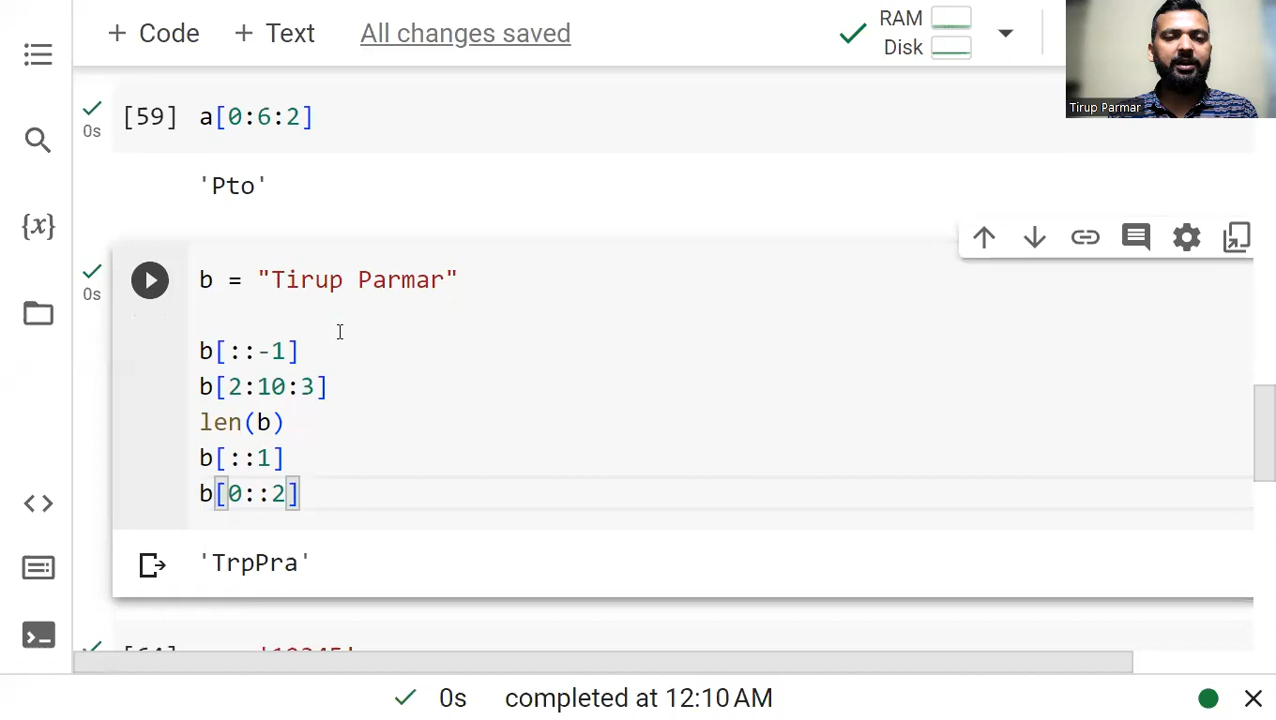 + Code + Text All changes saved
RAM
Disk
Tirup Parmar
0s
[59] a[0:6:2]
'Pto'
{x}
0s
b = "Tirup Parmar"
b[::-1]
b[2:10:3]
len(b)
b[::1]
b[0::2]
'TrpPra'
0s completed at 12:10 AM